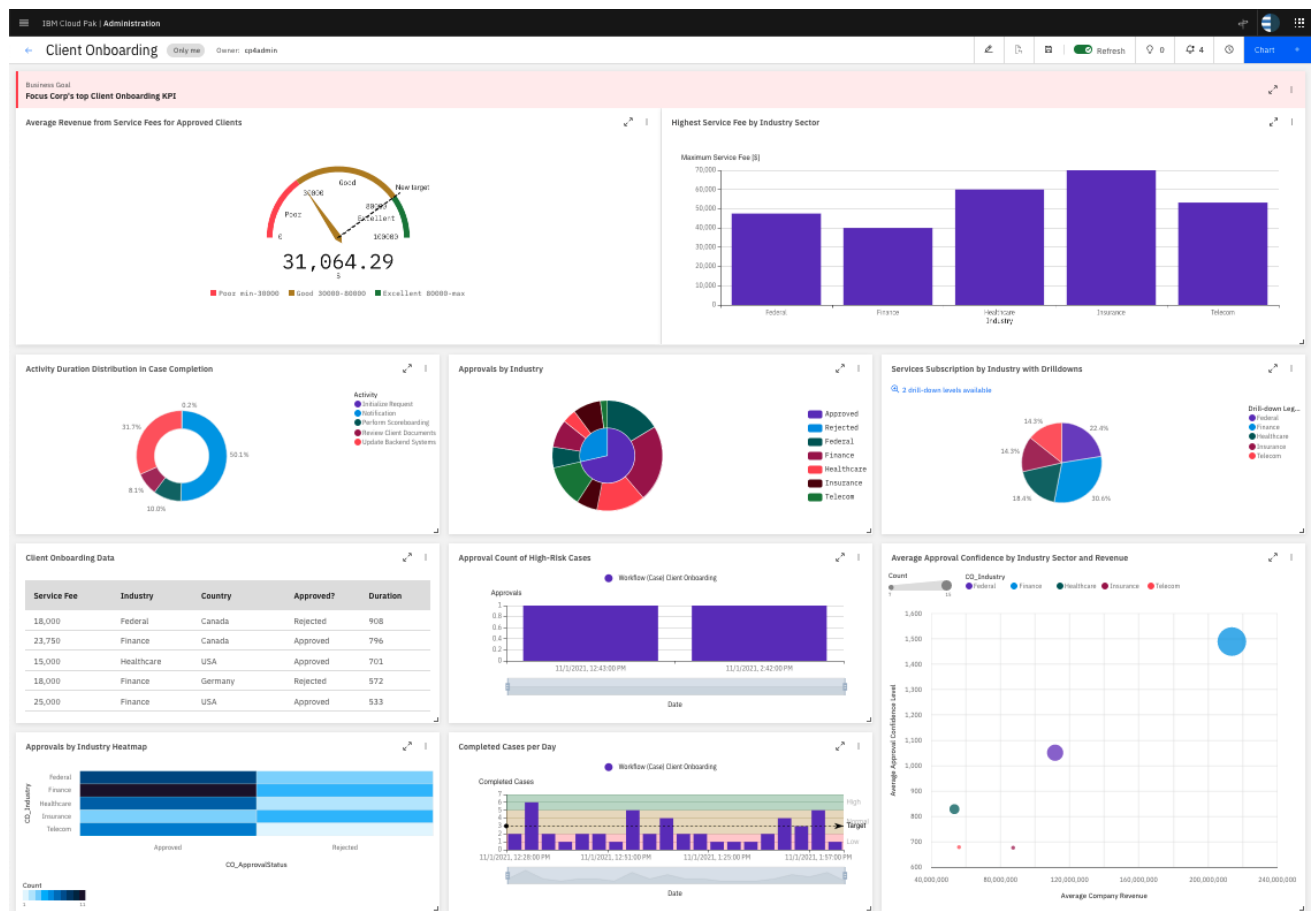 IBM Cloud Pak | Administration
Client Onboarding Only me Owner: cp4admin
Refresh 0 4 Chart +
Business Goal
Focus Corp's top Client Onboarding KPI
Average Revenue from Service Fees for Approved Clients
Good
New target
30000
80000
Poor
Excellent
0
100000
31,064.29
$
Poor min-30000 Good 30000-80000 Excellent 80000-max
Highest Service Fee by Industry Sector
Maximum Service Fee [$]
70,000
60,000
50,000
40,000
30,000
20,000
10,000
0
Federal Finance Healthcare Insurance Telecom
Industry
Activity Duration Distribution in Case Completion
0.2%
31.7%
50.1%
8.1%
10.0%
Activity
Initialize Request
Notification
Perform Scoreboarding
Review Client Documents
Update Backend Systems
Approvals by Industry
Approved
Rejected
Federal
Finance
Healthcare
Insurance
Telecom
Services Subscription by Industry with Drilldowns
2 drill-down levels available
14.3%
22.4%
14.3%
18.4%
30.6%
Drill-down Leg...
Federal
Finance
Healthcare
Insurance
Telecom
Client Onboarding Data
Service Fee Industry Country Approved? Duration
18,000 Federal Canada Rejected 908
23,750 Finance Canada Approved 796
15,000 Healthcare USA Approved 701
18,000 Finance Germany Rejected 572
25,000 Finance USA Approved 533
Approval Count of High-Risk Cases
Workflow (Case) Client Onboarding
Approvals
1
0.8
0.6
0.4
0.2
0
11/1/2021, 12:43:00 PM 11/1/2021, 2:42:00 PM
Date
Average Approval Confidence by Industry Sector and Revenue
Count
7
CO_Industry
Federal Finance Healthcare Insurance Telecom
1,600
1,500
1,400
1,300
1,200
1,100
1,000
900
800
700
600
Average Approval Confidence Level
40,000,000 80,000,000 120,000,000 160,000,000 200,000,000 240,000,000
Average Company Revenue
Approvals by Industry Heatmap
CO_Industry
Federal
Finance
Healthcare
Insurance
Telecom
Approved Rejected
CO_ApprovalStatus
Count
1 11
Completed Cases per Day
Workflow (Case) Client Onboarding
Completed Cases
7
6
5
4
3
2
1
0
High
Normal
Target
Low
11/1/2021, 12:28:00 PM 11/1/2021, 12:51:00 PM 11/1/2021, 1:25:00 PM 11/1/2021, 1:57:00 PM
Date